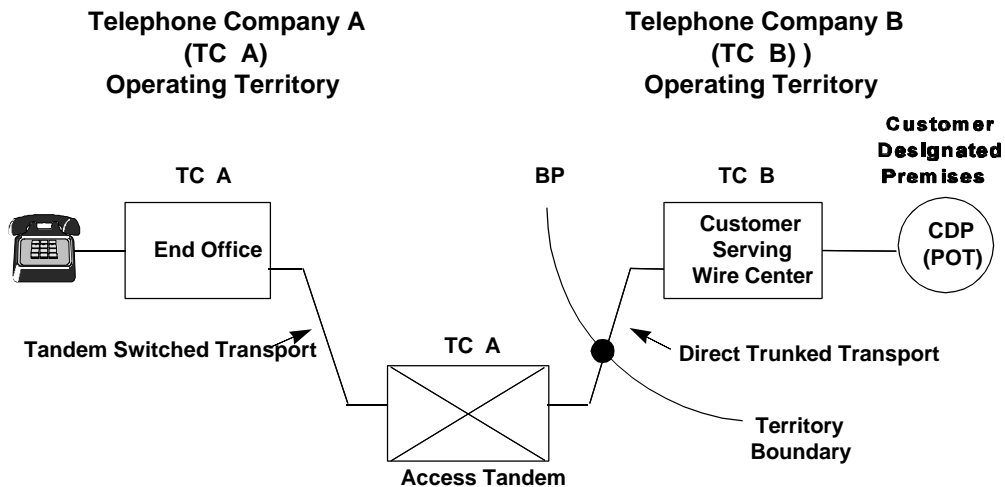 Telephone Company A
(TC A)
Operating Territory
Telephone Company B
(TC B) )
Operating Territory
Customer
Designated
Premises
TC A
BP
TC B
End Office
Customer
Serving
Wire Center
CDP
(POT)
Tandem Switched Transport
TC A
Direct Trunked Transport
Territory
Boundary
Access Tandem